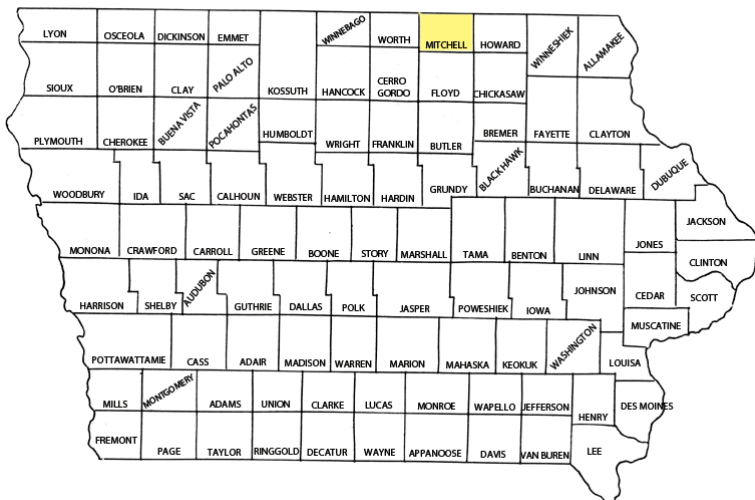 LYON OSCEOLA DICKINSON EMMET WINNEBAGO WORTH MITCHELL HOWARD WINNESHIEK ALLAMAKEE
SIOUX O'BRIEN CLAY PALO ALTO KOSSUTH HANCOCK CERRO GORDO FLOYD CHICKASAW
PLYMOUTH CHEROKEE BUENA VISTA POCAHONTAS HUMBOLDT WRIGHT FRANKLIN BUTLER BREMER FAYETTE CLAYTON
WOODBURY IDA SAC CALHOUN WEBSTER HAMILTON HARDIN GRUNDY BLACK HAWK BUCHANAN DELAWARE DUBUQUE
MONONA CRAWFORD CARROLL GREENE BOONE STORY MARSHALL TAMA BENTON LINN JONES JACKSON
CLINTON
HARRISON SHELBY AUDUBON GUTHRIE DALLAS POLK JASPER POWESHIEK IOWA JOHNSON CEDAR SCOTT
MUSCATINE
POTTAWATTAMIE CASS ADAIR MADISON WARREN MARION MAHASKA KEOKUK WASHINGTON LOUISA
MILLS MONTGOMERY ADAMS UNION CLARKE LUCAS MONROE WAPELLO JEFFERSON HENRY DES MOINES
FREMONT PAGE TAYLOR RINGGOLD DECATUR WAYNE APPANOOSE DAVIS VAN BUREN LEE